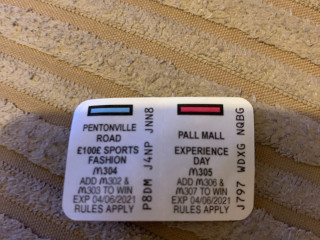 PENTONVILLE
ROAD
£100£ SPORTS
FASHION
M304
ADD M302 &
M303 TO WIN
EXP 04/06/2021
RULES APPLY
P8DM J4NP JNN8
PALL MALL
EXPERIENCE
DAY
M305
ADD M306 &
M307 TO WIN
EXP 04/06/2021
RULES APPLY
J797 WDXG NQBG